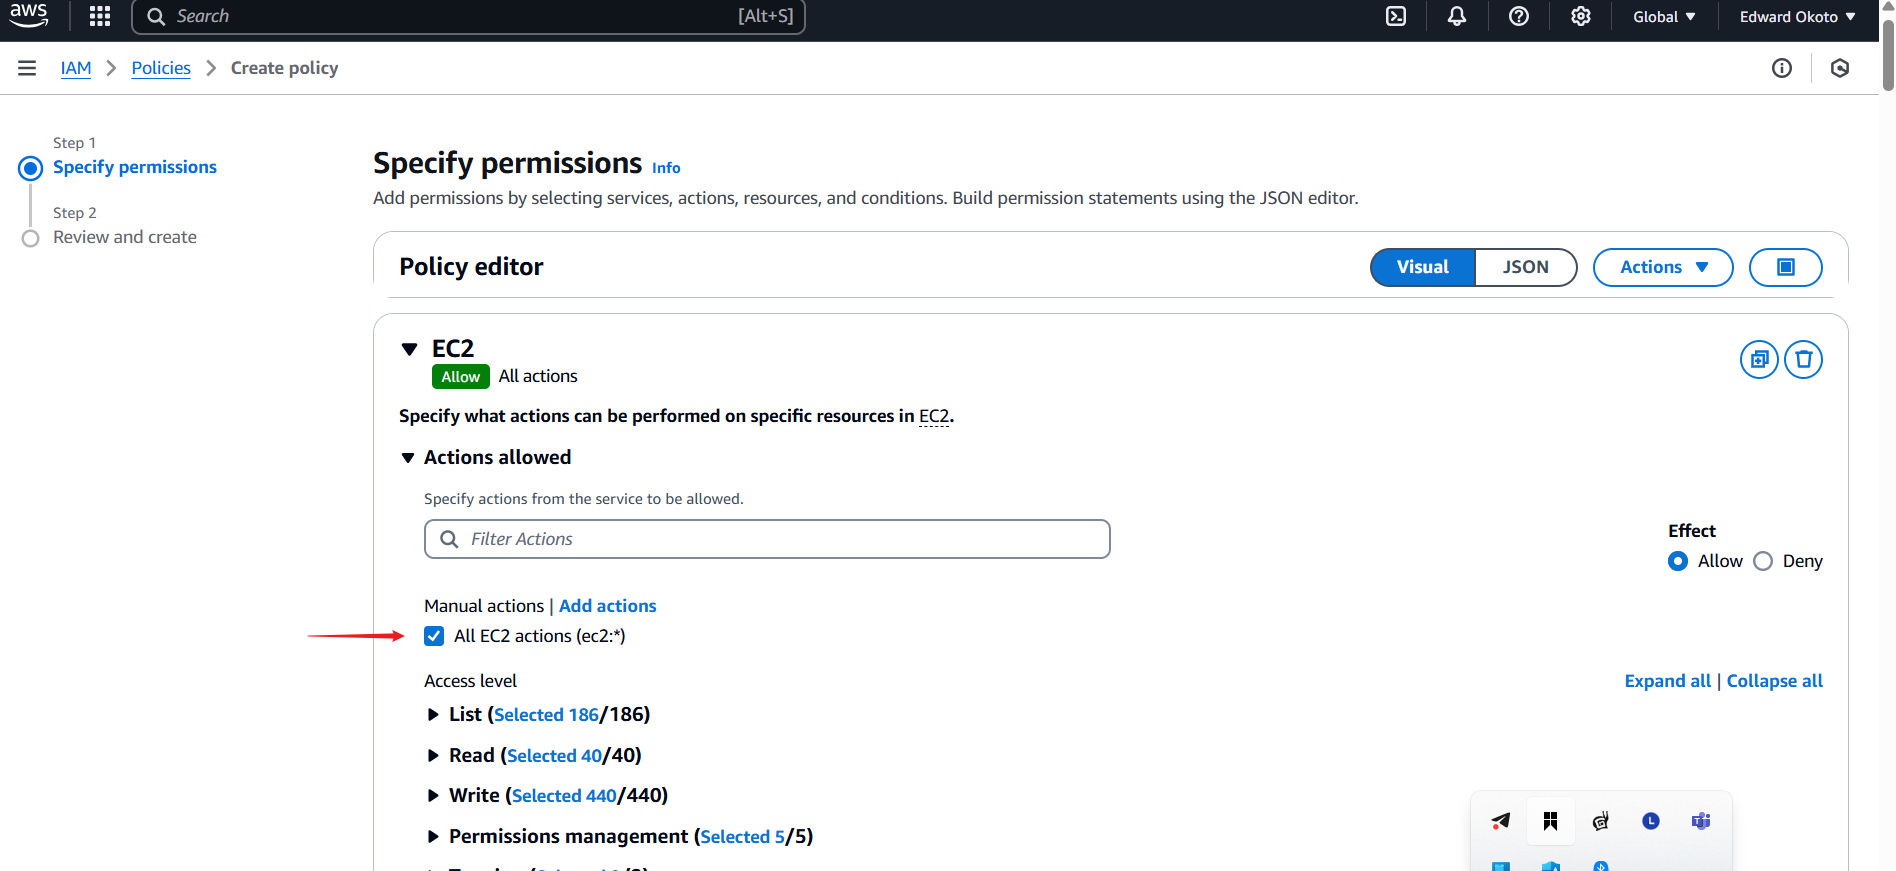 aws
Search [Alt+S]
Global
Edward Okoto
IAM
Policies
Create policy
Step 1
Specify permissions
Step 2
Review and create
Specify permissions Info
Add permissions by selecting services, actions, resources, and conditions. Build permission statements using the JSON editor.
Policy editor
Visual
JSON
Actions
EC2
Allow All actions
Specify what actions can be performed on specific resources in EC2.
Actions allowed
Specify actions from the service to be allowed.
Filter Actions
Effect
Allow
Deny
Manual actions | Add actions
All EC2 actions (ec2:*)
Access level
Expand all | Collapse all
List (Selected 186/186)
Read (Selected 40/40)
Write (Selected 440/440)
Permissions management (Selected 5/5)
L